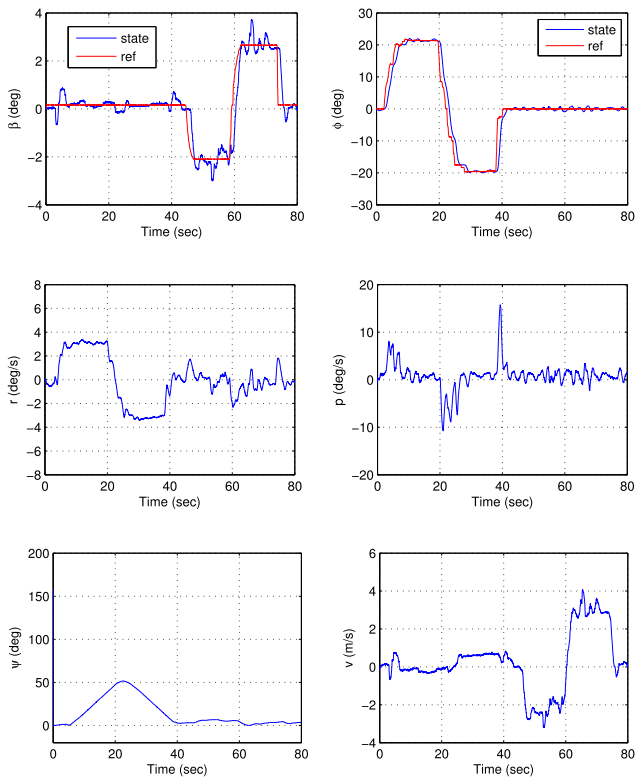 4
2
0
−2
−4
0 20 40 60 80
β (deg)
Time (sec)
state
ref
30
20
10
0
−10
−20
−30
0 20 40 60 80
ϕ (deg)
Time (sec)
state
ref
8
6
4
2
0
−2
−4
−6
−8
0 20 40 60 80
r (deg/s)
Time (sec)
20
10
0
−10
−20
0 20 40 60 80
p (deg/s)
Time (sec)
200
150
100
50
0
0 20 40 60 80
ψ (deg)
Time (sec)
6
4
2
0
−2
−4
0 20 40 60 80
v (m/s)
Time (sec)